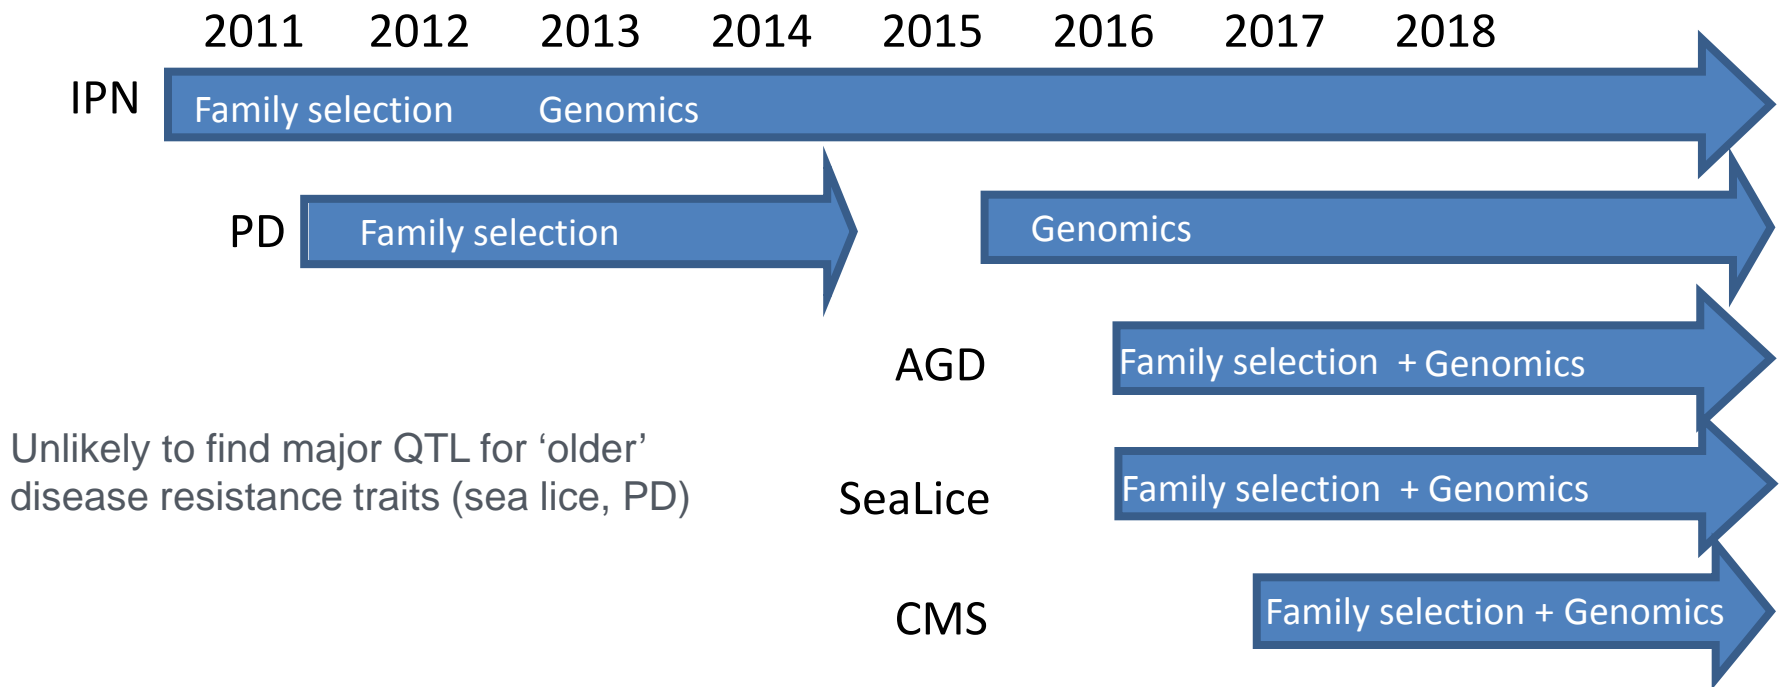 2011 2012 2013 2014 2015 2016 2017 2018
IPN Family selection Genomics
PD Family selection Genomics
AGD Family selection + Genomics
Unlikely to find major QTL for ‘older’
disease resistance traits (sea lice, PD)
SeaLice Family selection + Genomics
CMS Family selection + Genomics